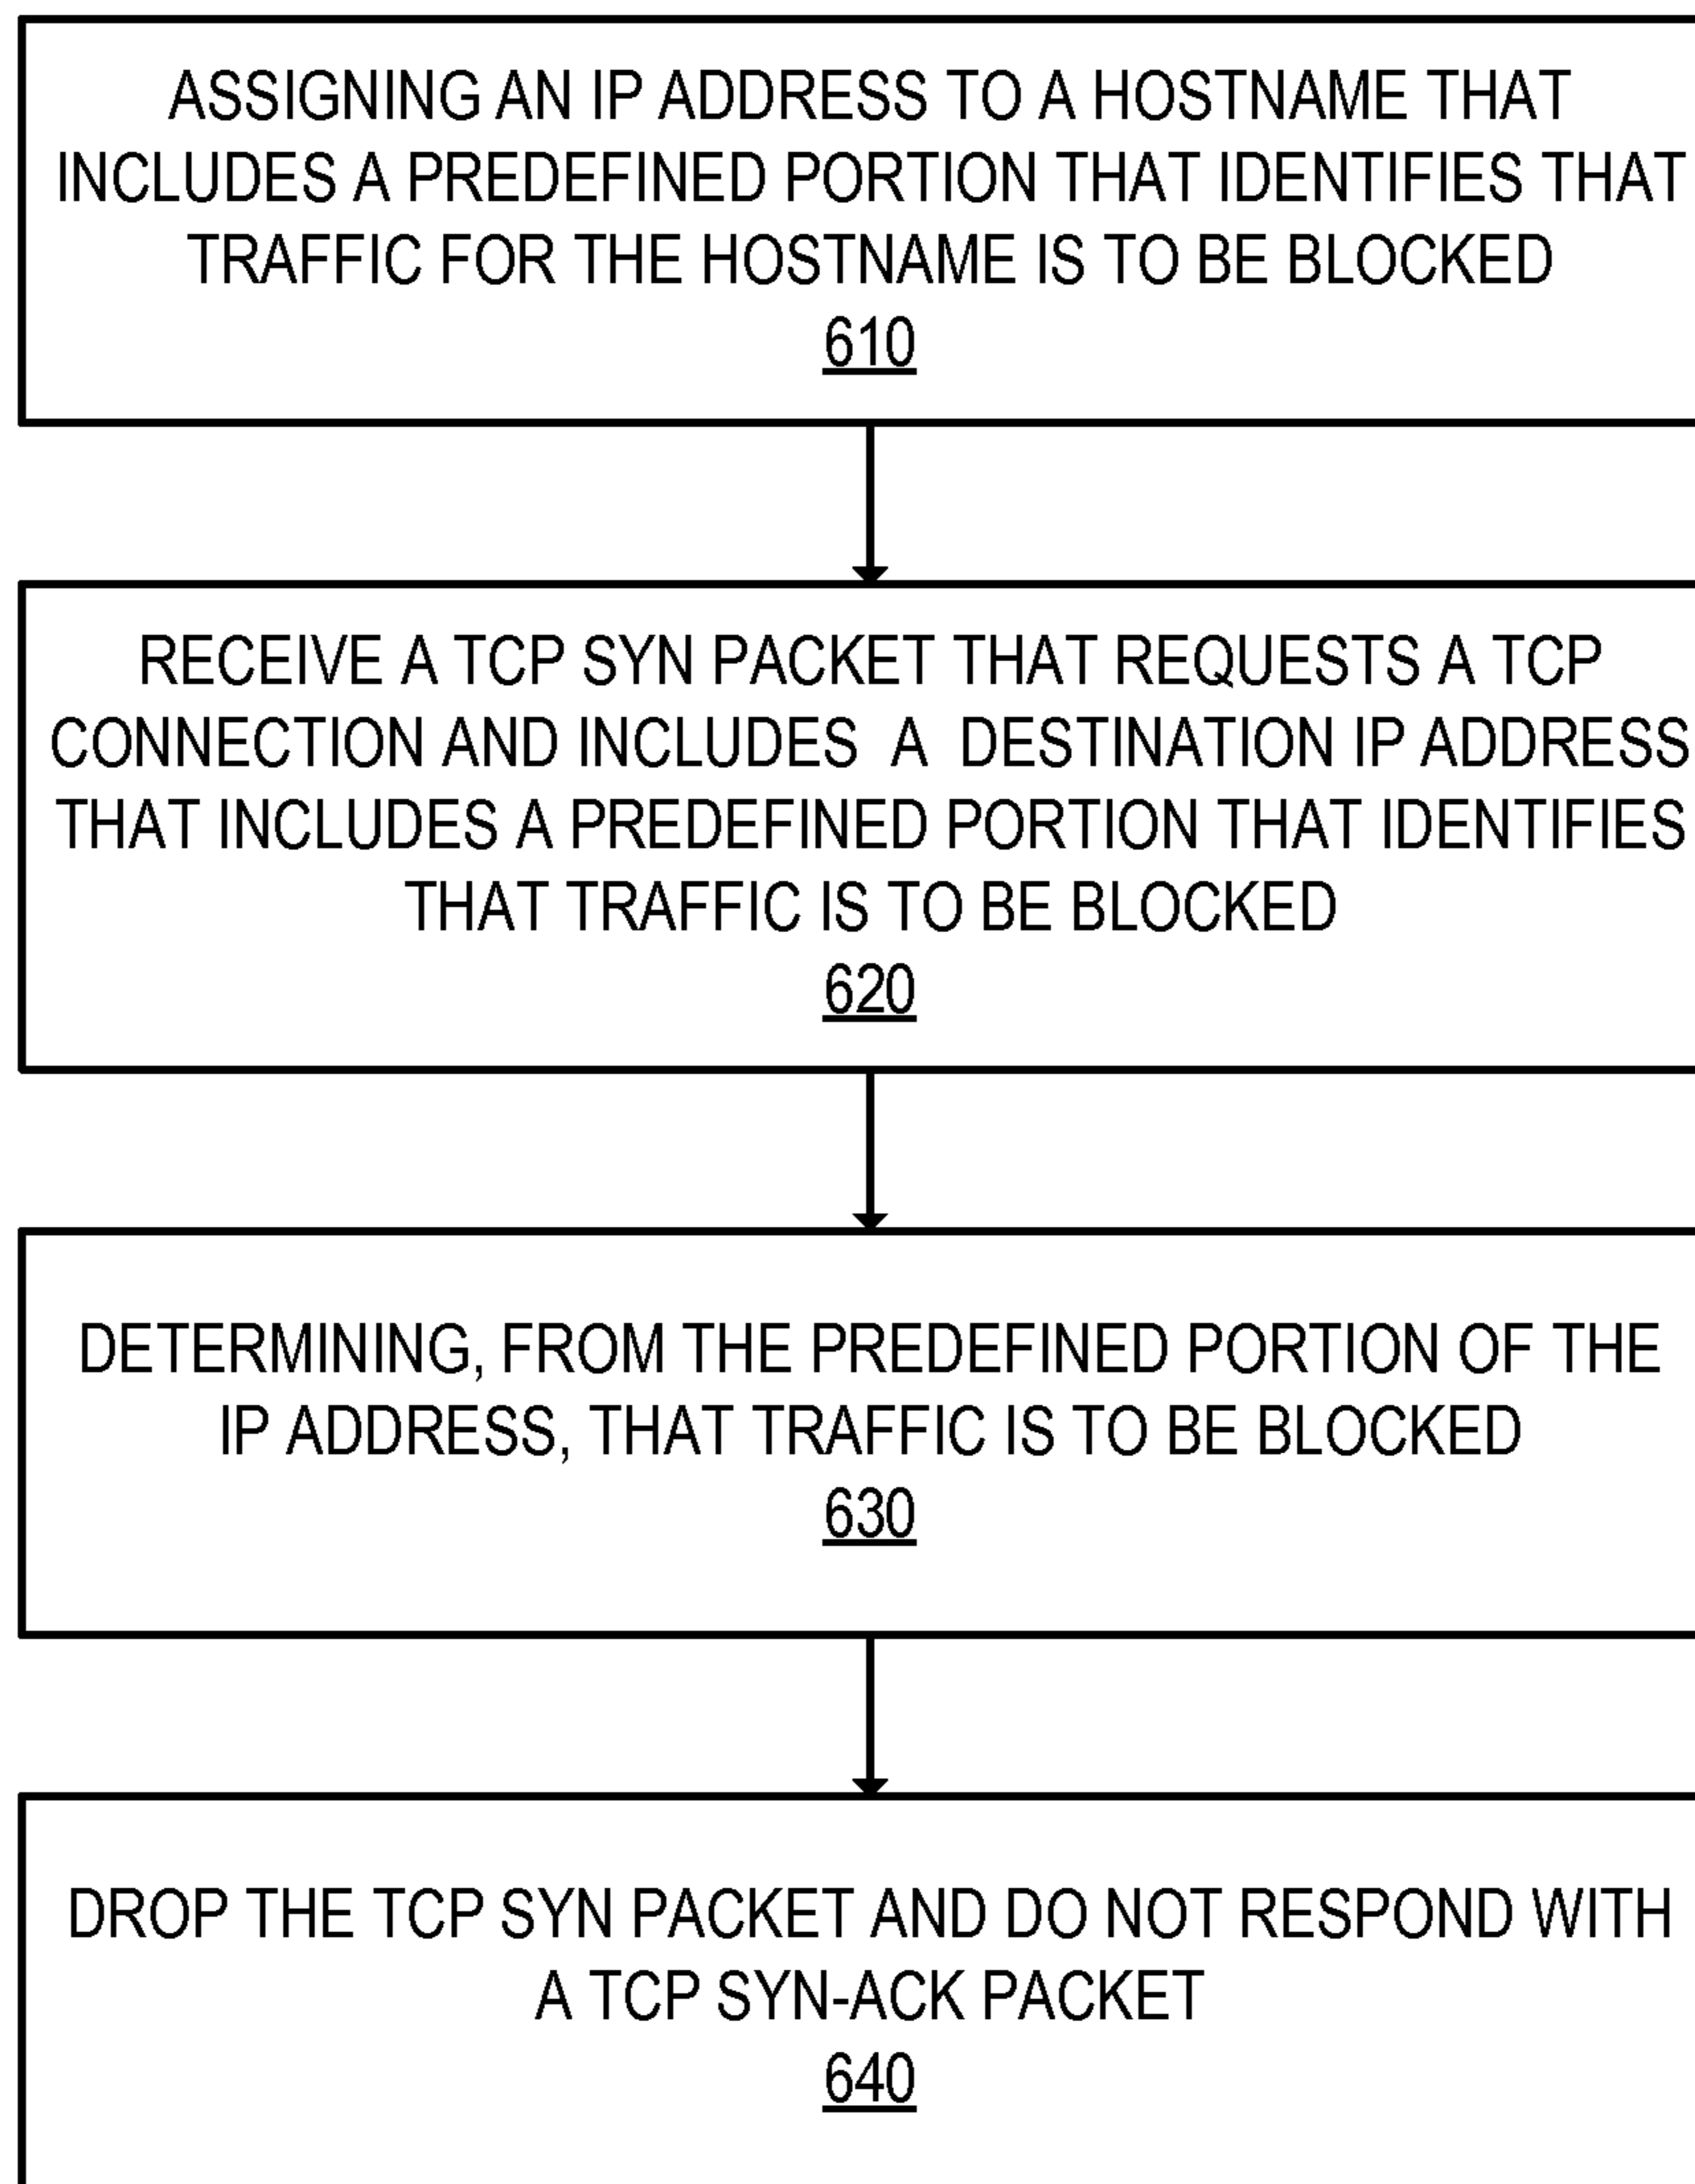 ASSIGNING AN IP ADDRESS TO A HOSTNAME THAT
INCLUDES A PREDEFINED PORTION THAT IDENTIFIES THAT
TRAFFIC FOR THE HOSTNAME IS TO BE BLOCKED
610
RECEIVE A TCP SYN PACKET THAT REQUESTS A TCP
CONNECTION AND INCLUDES A DESTINATION IP ADDRESS
THAT INCLUDES A PREDEFINED PORTION THAT IDENTIFIES
THAT TRAFFIC IS TO BE BLOCKED
620
DETERMINING, FROM THE PREDEFINED PORTION OF THE
IP ADDRESS, THAT TRAFFIC IS TO BE BLOCKED
630
DROP THE TCP SYN PACKET AND DO NOT RESPOND WITH
A TCP SYN-ACK PACKET
640